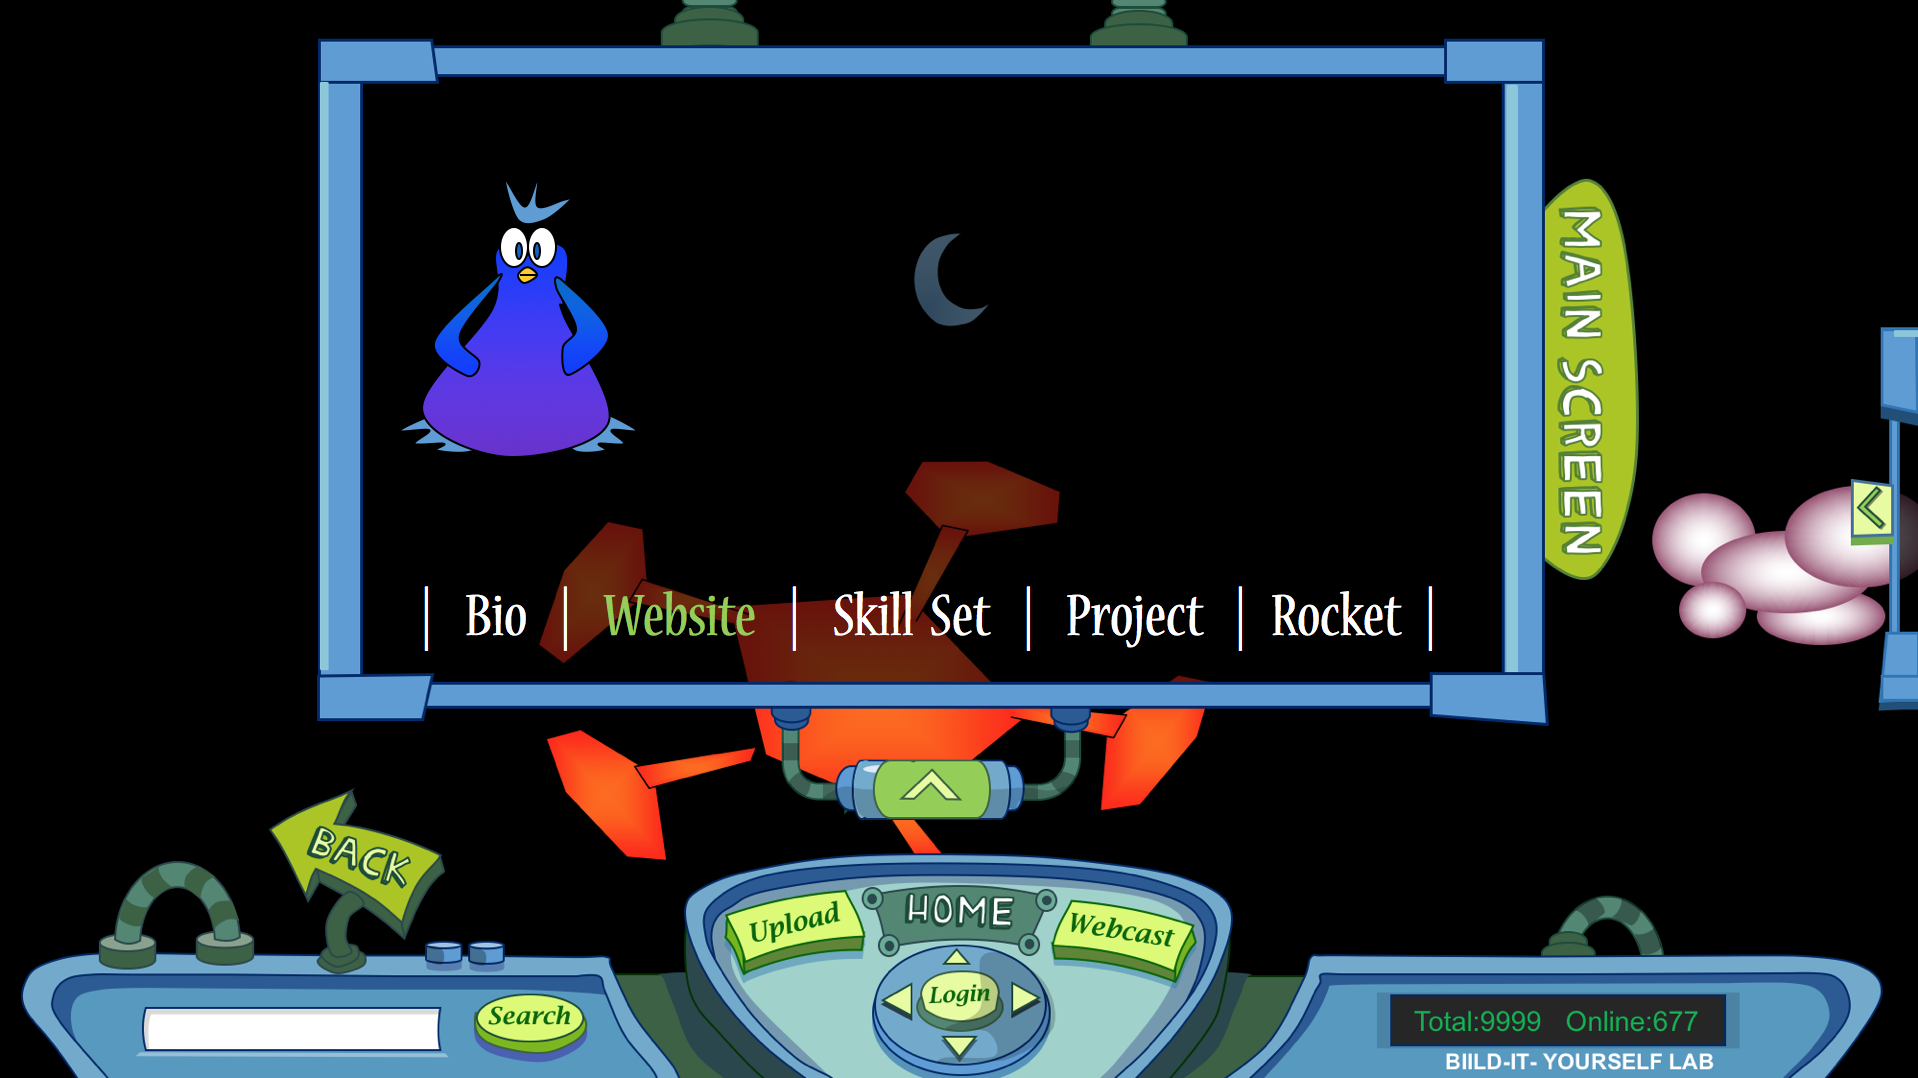 MAIN SCREEN
| Bio | Website | Skill Set | Project | Rocket |
BACK
Upload
HOME
Webcast
Login
Search
Total:9999 Online:677
BIILD-IT- YOURSELF LAB